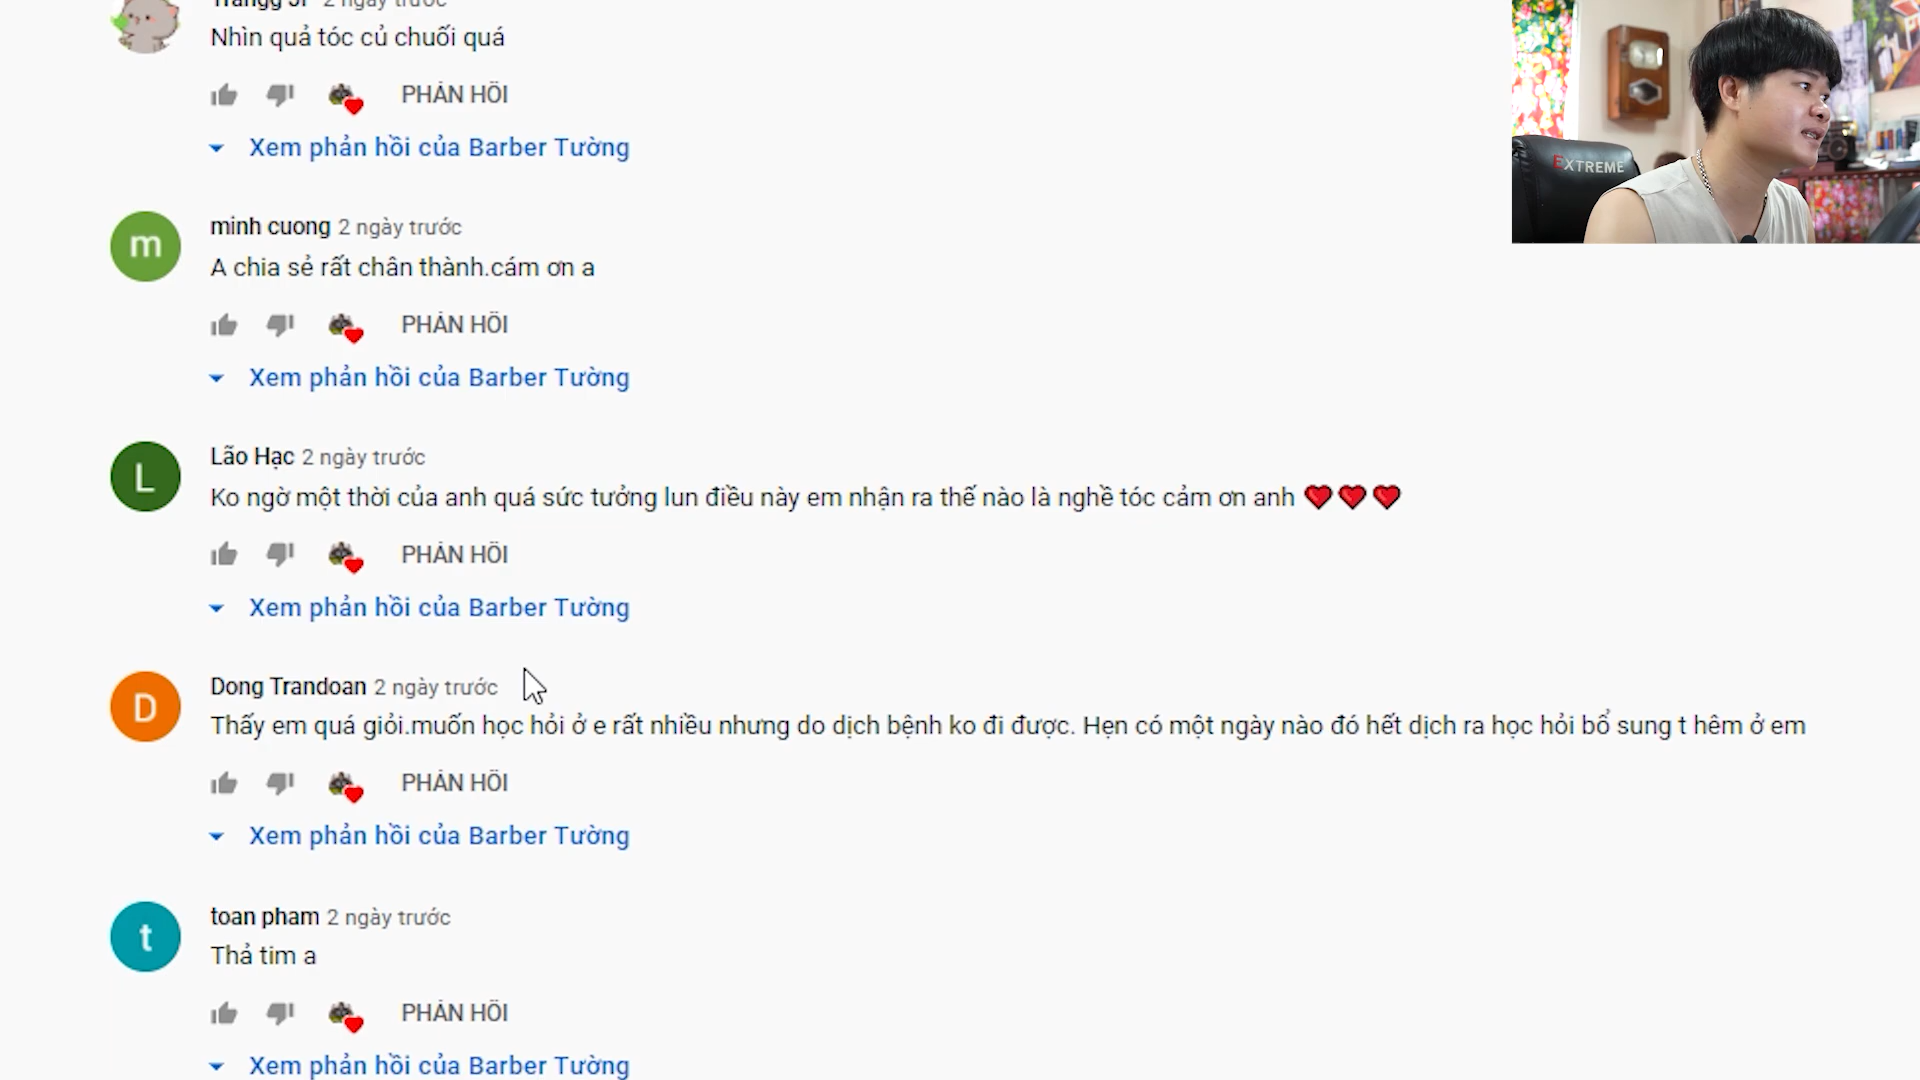 Trangg 2 ngày trước
Nhìn quả tóc củ chuối quá
PHẢN HỒI
Xem phản hồi của Barber Tường
m
minh cuong 2 ngày trước
A chia sẻ rất chân thành.cám ơn a
PHẢN HỒI
Xem phản hồi của Barber Tường
L
Lão Hạc 2 ngày trước
Ko ngờ một thời của anh quá sức tưởng lun điều này em nhận ra thế nào là nghề tóc cảm ơn anh ❤❤❤
PHẢN HỒI
Xem phản hồi của Barber Tường
D
Dong Trandoan 2 ngày trước
Thấy em quá giỏi.muốn học hỏi ở e rất nhiều nhưng do dịch bệnh ko đi được. Hẹn có một ngày nào đó hết dịch ra học hỏi bổ sung t hêm ở em
PHẢN HỒI
Xem phản hồi của Barber Tường
t
toan pham 2 ngày trước
Thả tim a
PHẢN HỒI
Xem phản hồi của Barber Tường
EXTREME